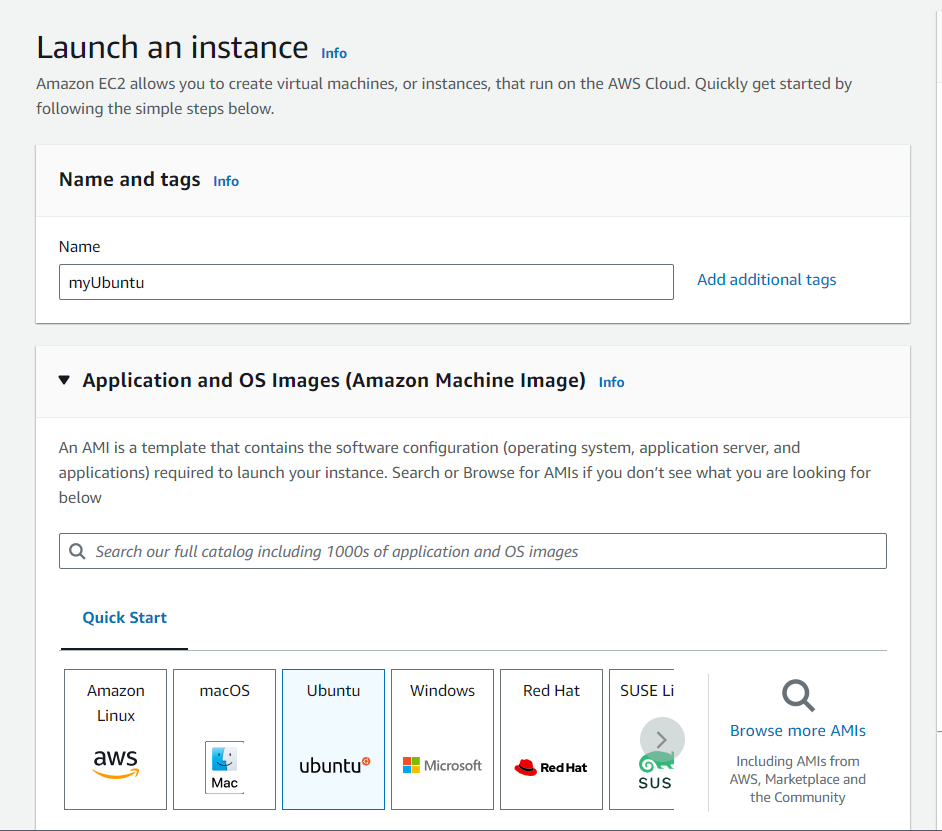 Launch an instance Info
Amazon EC2 allows you to create virtual machines, or instances, that run on the AWS Cloud. Quickly get started by
following the simple steps below.
Name and tags Info
Name
myUbuntu
Add additional tags
Application and OS Images (Amazon Machine Image) Info
An AMI is a template that contains the software configuration (operating system, application server, and
applications) required to launch your instance. Search or Browse for AMIs if you don’t see what you are looking for
below
Search our full catalog including 1000s of application and OS images
Quick Start
Amazon
Linux
aws
macOS
Mac
Ubuntu
ubuntu
Windows
Microsoft
Red Hat
Red Hat
SUSE Li
SUS
Browse more AMIs
Including AMIs from
AWS, Marketplace and
the Community